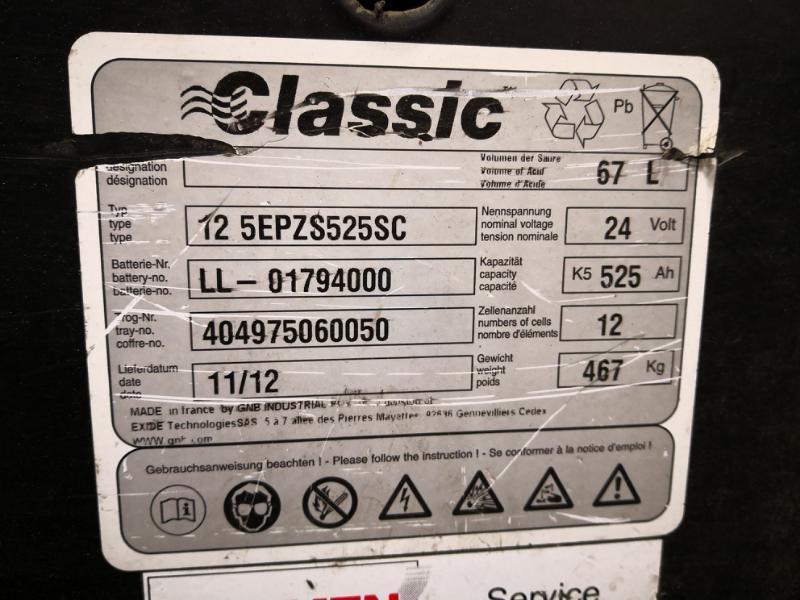 Classic
Pb
designation
désignation
Volumen der Säure
Volume of Acid
Volume d'Acide
67 L
Typ
type
type
12 5EPZS525SC
Nennspannung
nominal voltage
tension nominale
24 Volt
Batterie-Nr.
battery-no.
batterie-no.
LL- 01794000
Kapazität
capacity
capacité
K5 525 Ah
Trog-Nr.
tray-no.
coffre-no.
404975060050
Zellenanzahl
numbers of cells
nombre d'éléments
12
Lieferdatum
date
date
11/12
Gewicht
weight
poids
467 Kg
MADE in france by GNB INDUSTRIAL
EXIDE TechnologiesSAS 5 à 7 allée des Pierres Mayettes 92636 Gennevilliers Cedex
www.gnb.com
Gebrauchsanweisung beachten ! - Please follow the instruction ! - Se conformer à la notice d'emploi !
Service